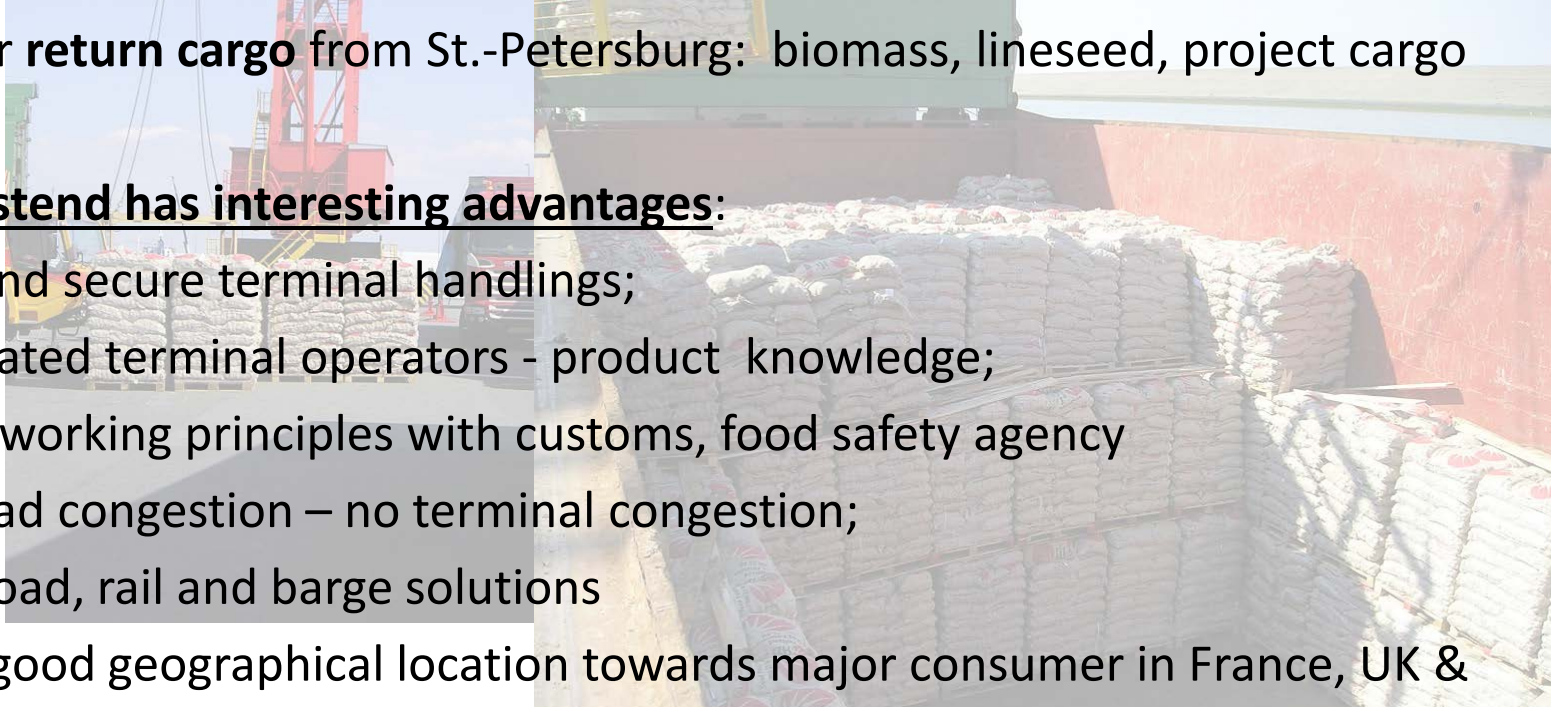 r return cargo from St.-Petersburg:  biomass, lineseed, project cargo
stend has interesting advantages:
nd secure terminal handlings;
ated terminal operators - product  knowledge;
working principles with customs, food safety agency
ad congestion – no terminal congestion;
oad, rail and barge solutions
good geographical location towards major consumer in France, UK &